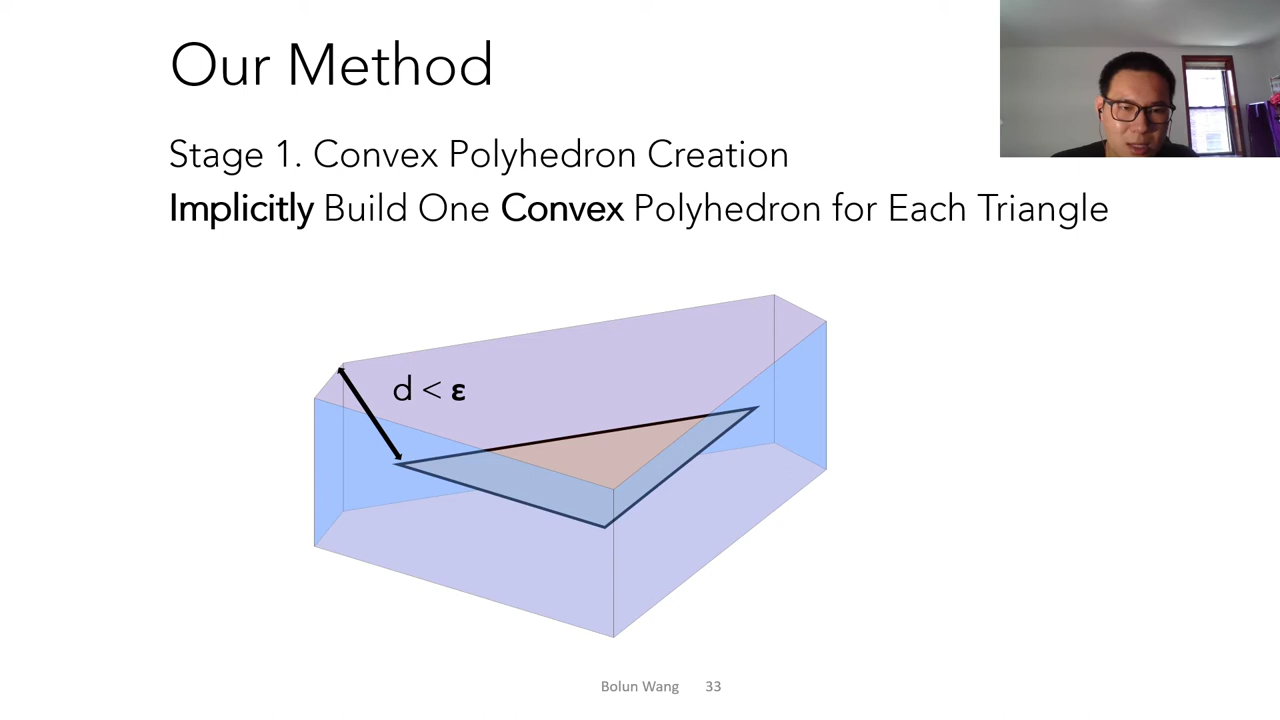 Our Method
Stage 1. Convex Polyhedron Creation
Implicitly Build One Convex Polyhedron for Each Triangle
d < ε
Bolun Wang 33